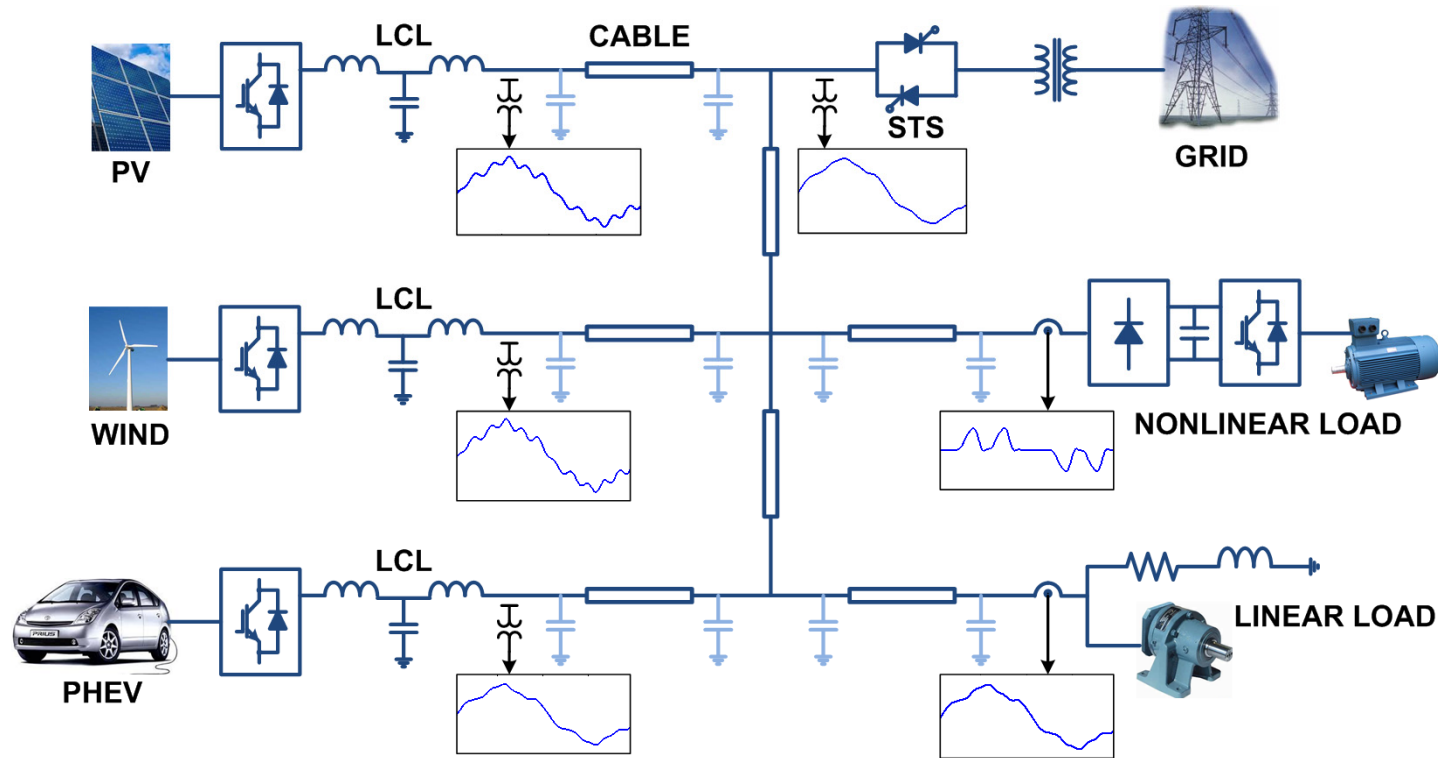 LCL
CABLE
PV
STS
GRID
LCL
WIND
NONLINEAR LOAD
LCL
PRIUS
PHEV
LINEAR LOAD